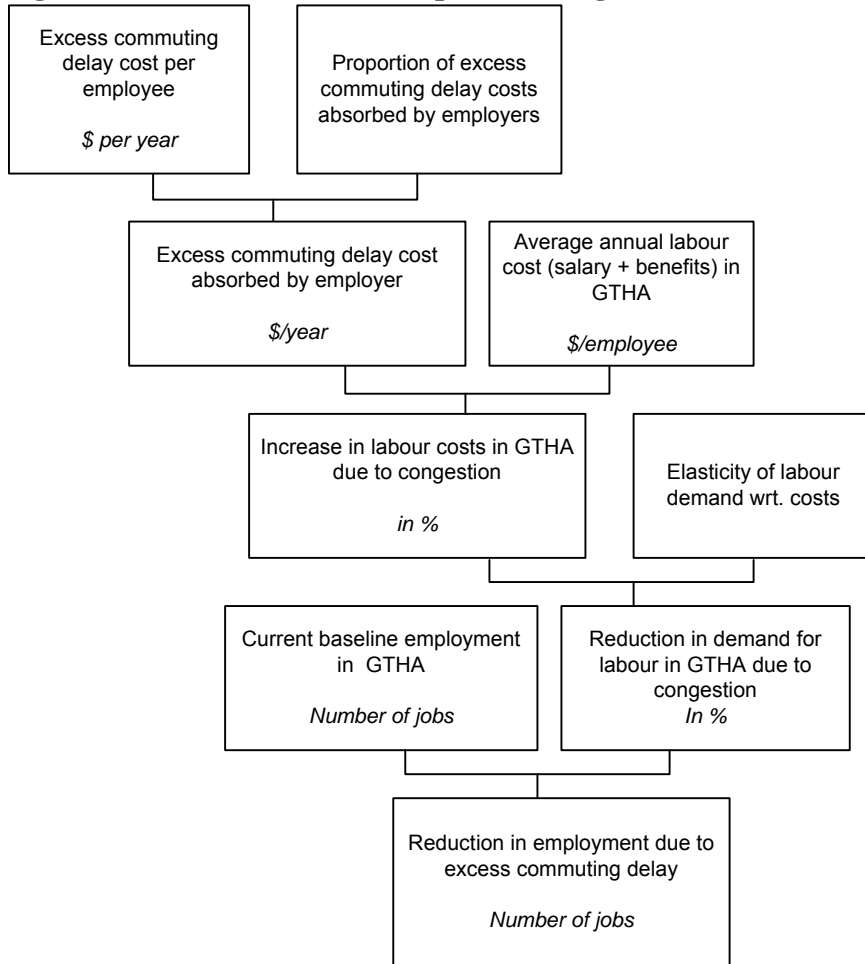 Excess commuting
delay cost per
employee
$ per year
Proportion of excess
commuting delay costs
absorbed by employers
Excess commuting delay cost
absorbed by employer
$/year
Average annual labour
cost (salary + benefits) in
GTHA
$/employee
Increase in labour costs in GTHA
due to congestion
in %
Elasticity of labour
demand wrt. costs
Current baseline employment
in GTHA
Number of jobs
Reduction in demand for
labour in GTHA due to
congestion
In %
Reduction in employment due to
excess commuting delay
Number of jobs